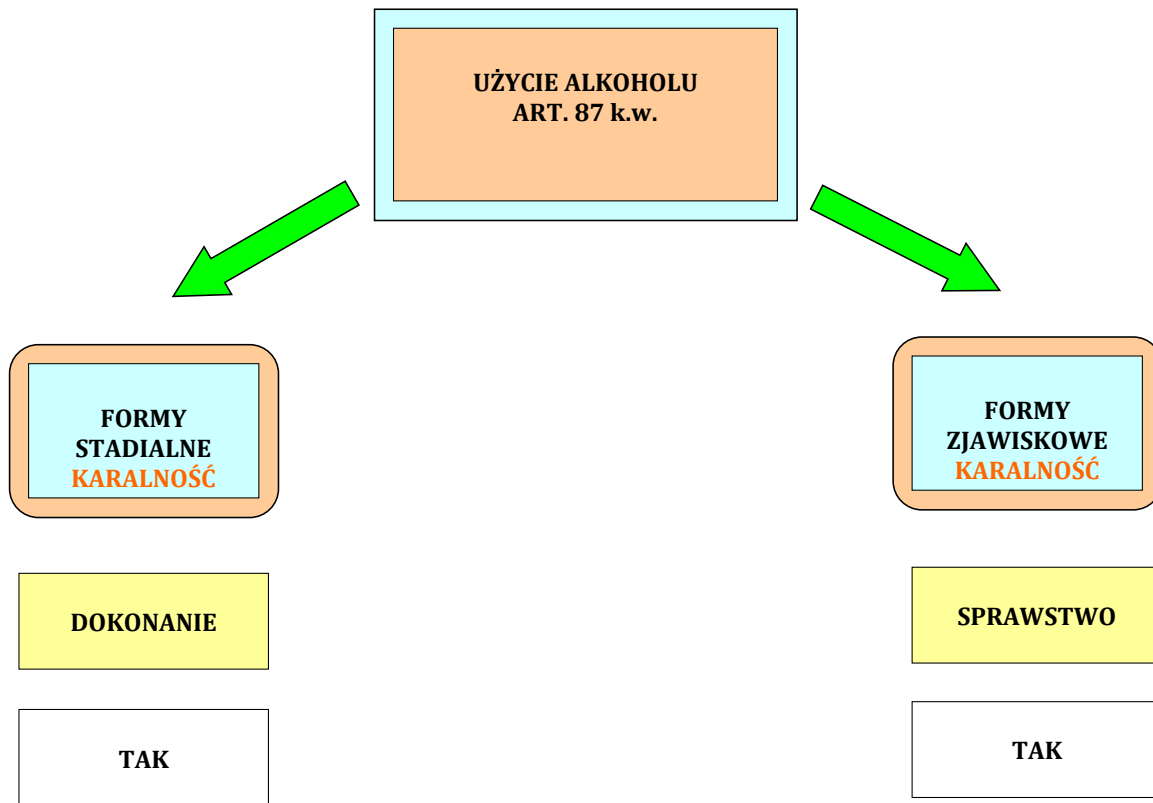 UŻYCIE ALKOHOLU
ART. 87 k.w.
FORMY
STADIALNE
KARALNOŚĆ
FORMY
ZJAWISKOWE
KARALNOŚĆ
DOKONANIE
SPRAWSTWO
TAK
TAK